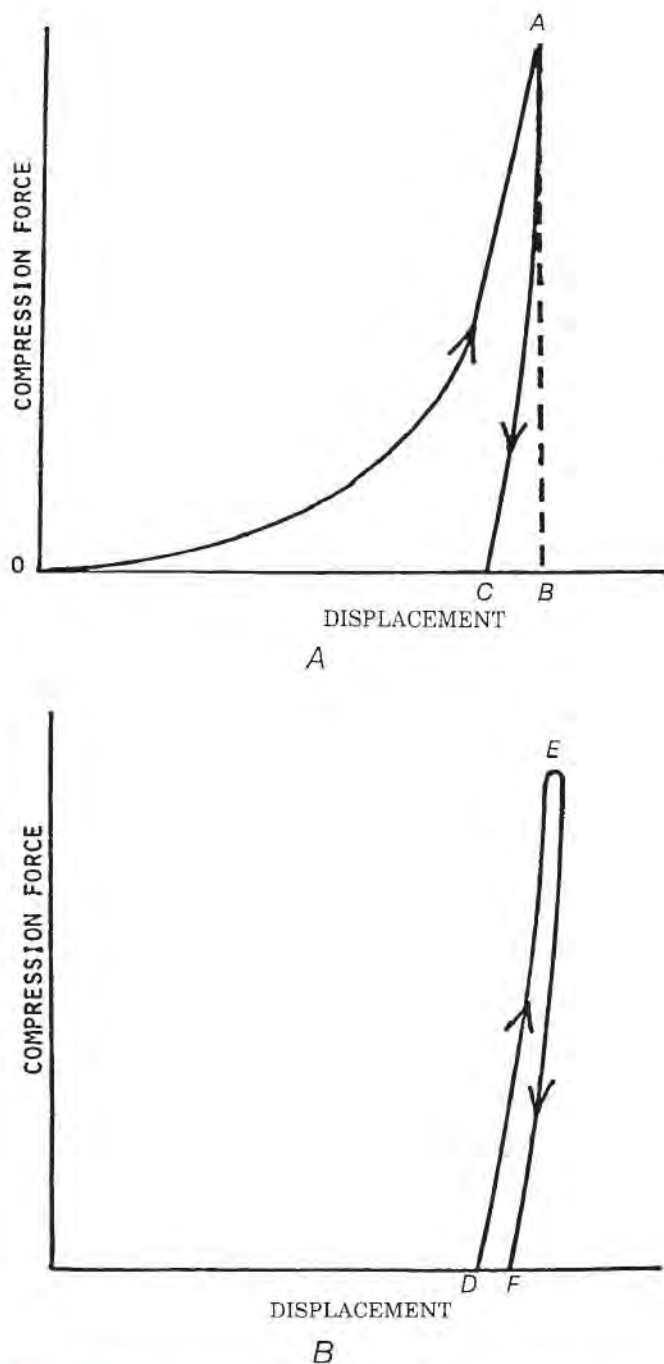 A
COMPRESSION FORCE
0
C B
DISPLACEMENT
A
E
COMPRESSION FORCE
D F
DISPLACEMENT
B